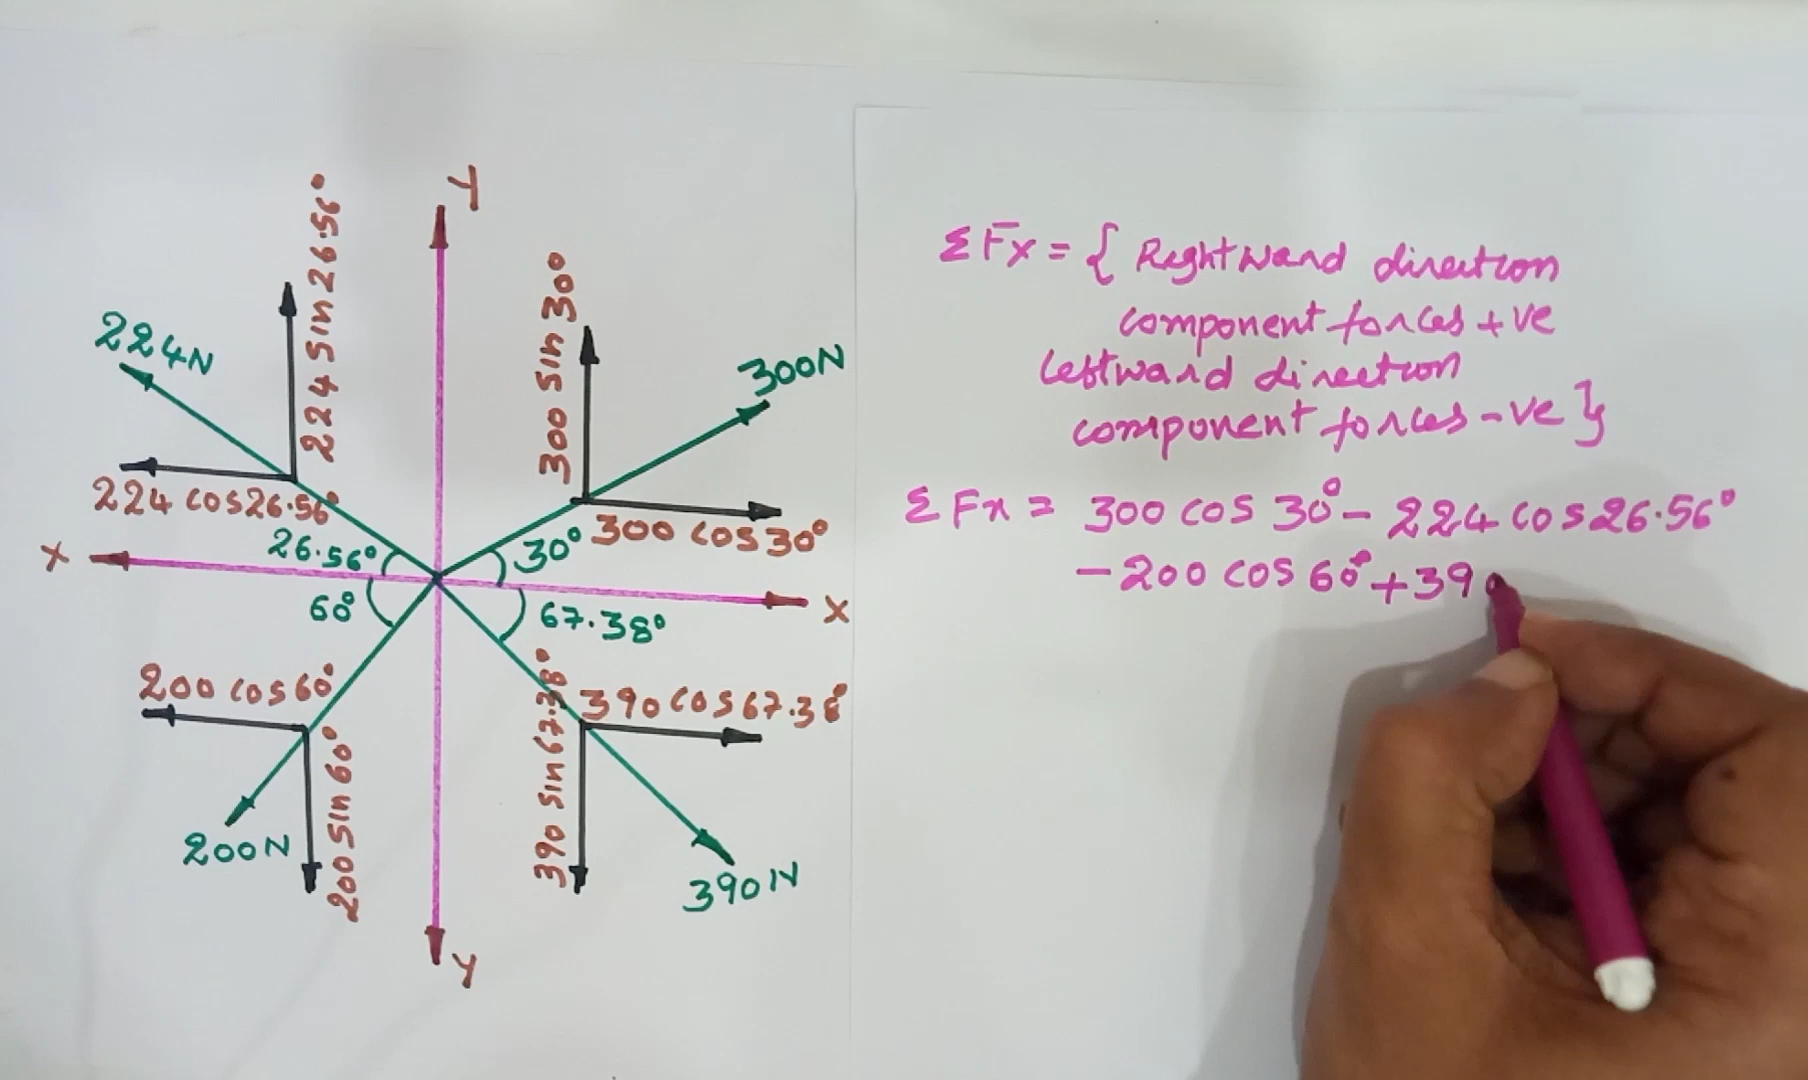 Y
224 sin 26.56°
300 sin 30°
224N
300N
224 cos 26.56°
300 cos 30°
26.56°
30°
X
X
60°
67.38°
200 cos 60°
390 cos 67.38°
200 sin 60°
390 sin 67.38°
200N
390N
Y
ΣFx = { Rightward direction
component forces +ve
leftward direction
component forces -ve }
ΣFx = 300 cos 30° - 224 cos 26.56°
- 200 cos 60° + 390